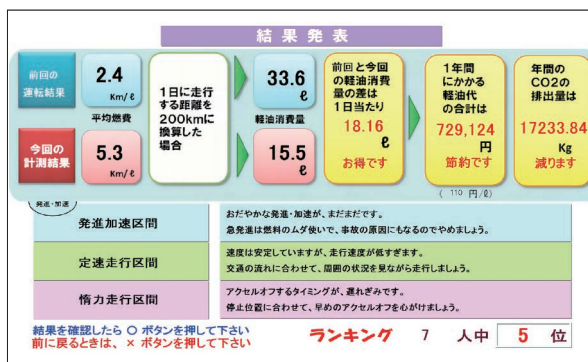 結果発表
前回の
運転結果
2.4
Km/ℓ
平均燃費
今回の
計測結果
5.3
Km/ℓ
1日に走行
する距離を
200kmに
換算した
場合
33.6
ℓ
軽油消費量
15.5
ℓ
前回と今回
の軽油消費
量の差は
1日当たり
18.16
ℓ
お得です
1年間
にかかる
軽油代
の合計は
729,124
円
節約です
( 110 円/ℓ)
年間の
CO2の
排出量は
17233.84
Kg
減ります
発進・加速
発進加速区間
おだやかな発進・加速が、まだまだです。
急発進は燃料のムダ使いで、事故の原因にもなるのでやめましょう。
定速走行区間
速度は安定していますが、走行速度が低すぎます。
交通の流れに合わせて、周囲の状況を見ながら走行しましょう。
惰力走行区間
アクセルオフするタイミングが、遅れぎみです。
停止位置に合わせて、早めのアクセルオフを心がけましょう。
結果を確認したら ○ ボタンを押して下さい
前に戻るときは、× ボタンを押して下さい
ランキング 7 人中 5 位